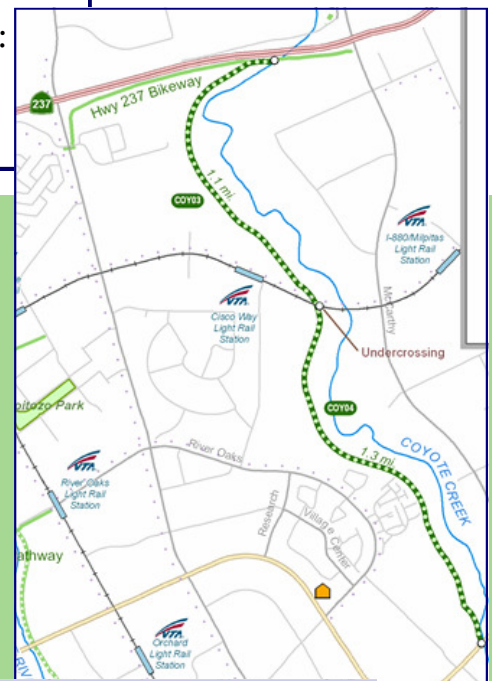 :
237
Hwy 237 Bikeway
1.1 mi.
COY03
VTA
I-880/Milpitas
Light Rail
Station
VTA
Cisco Way
Light Rail
Station
McCarthy
Undercrossing
COY04
Park
1.3 mi.
COYOTE CREEK
River Oaks
VTA
River Oaks
Light Rail
Station
Research
Village
Center
athway
VTA
Orchard
Light Rail
Station
RIV